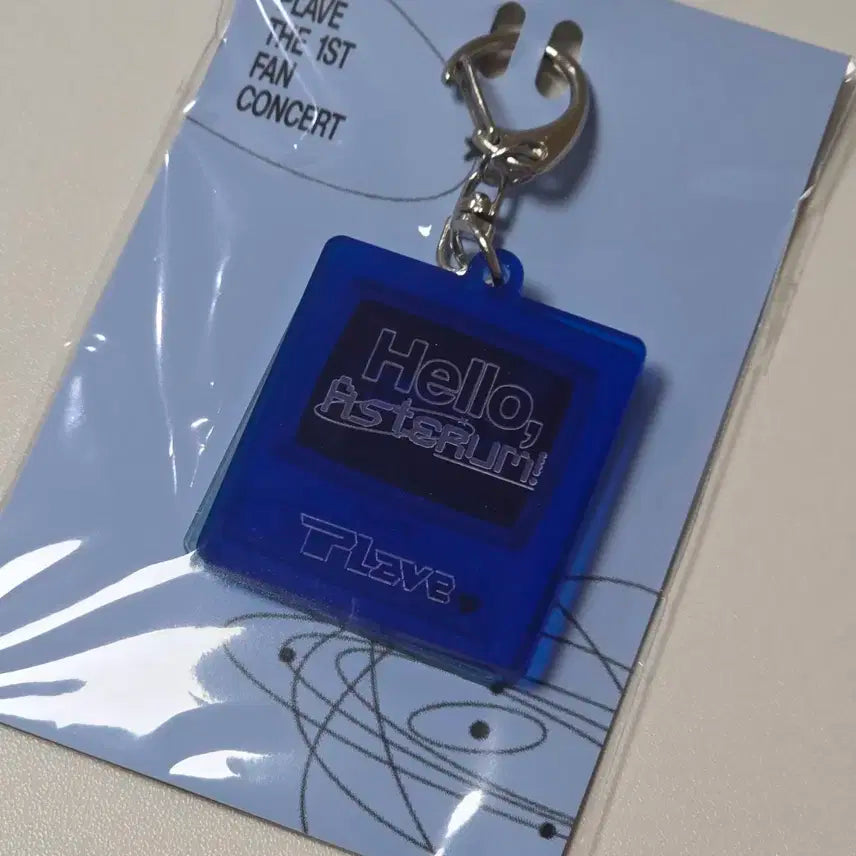 PLAVE
THE 1ST
FAN
CONCERT
Hello,
Asterum!
PLAVE